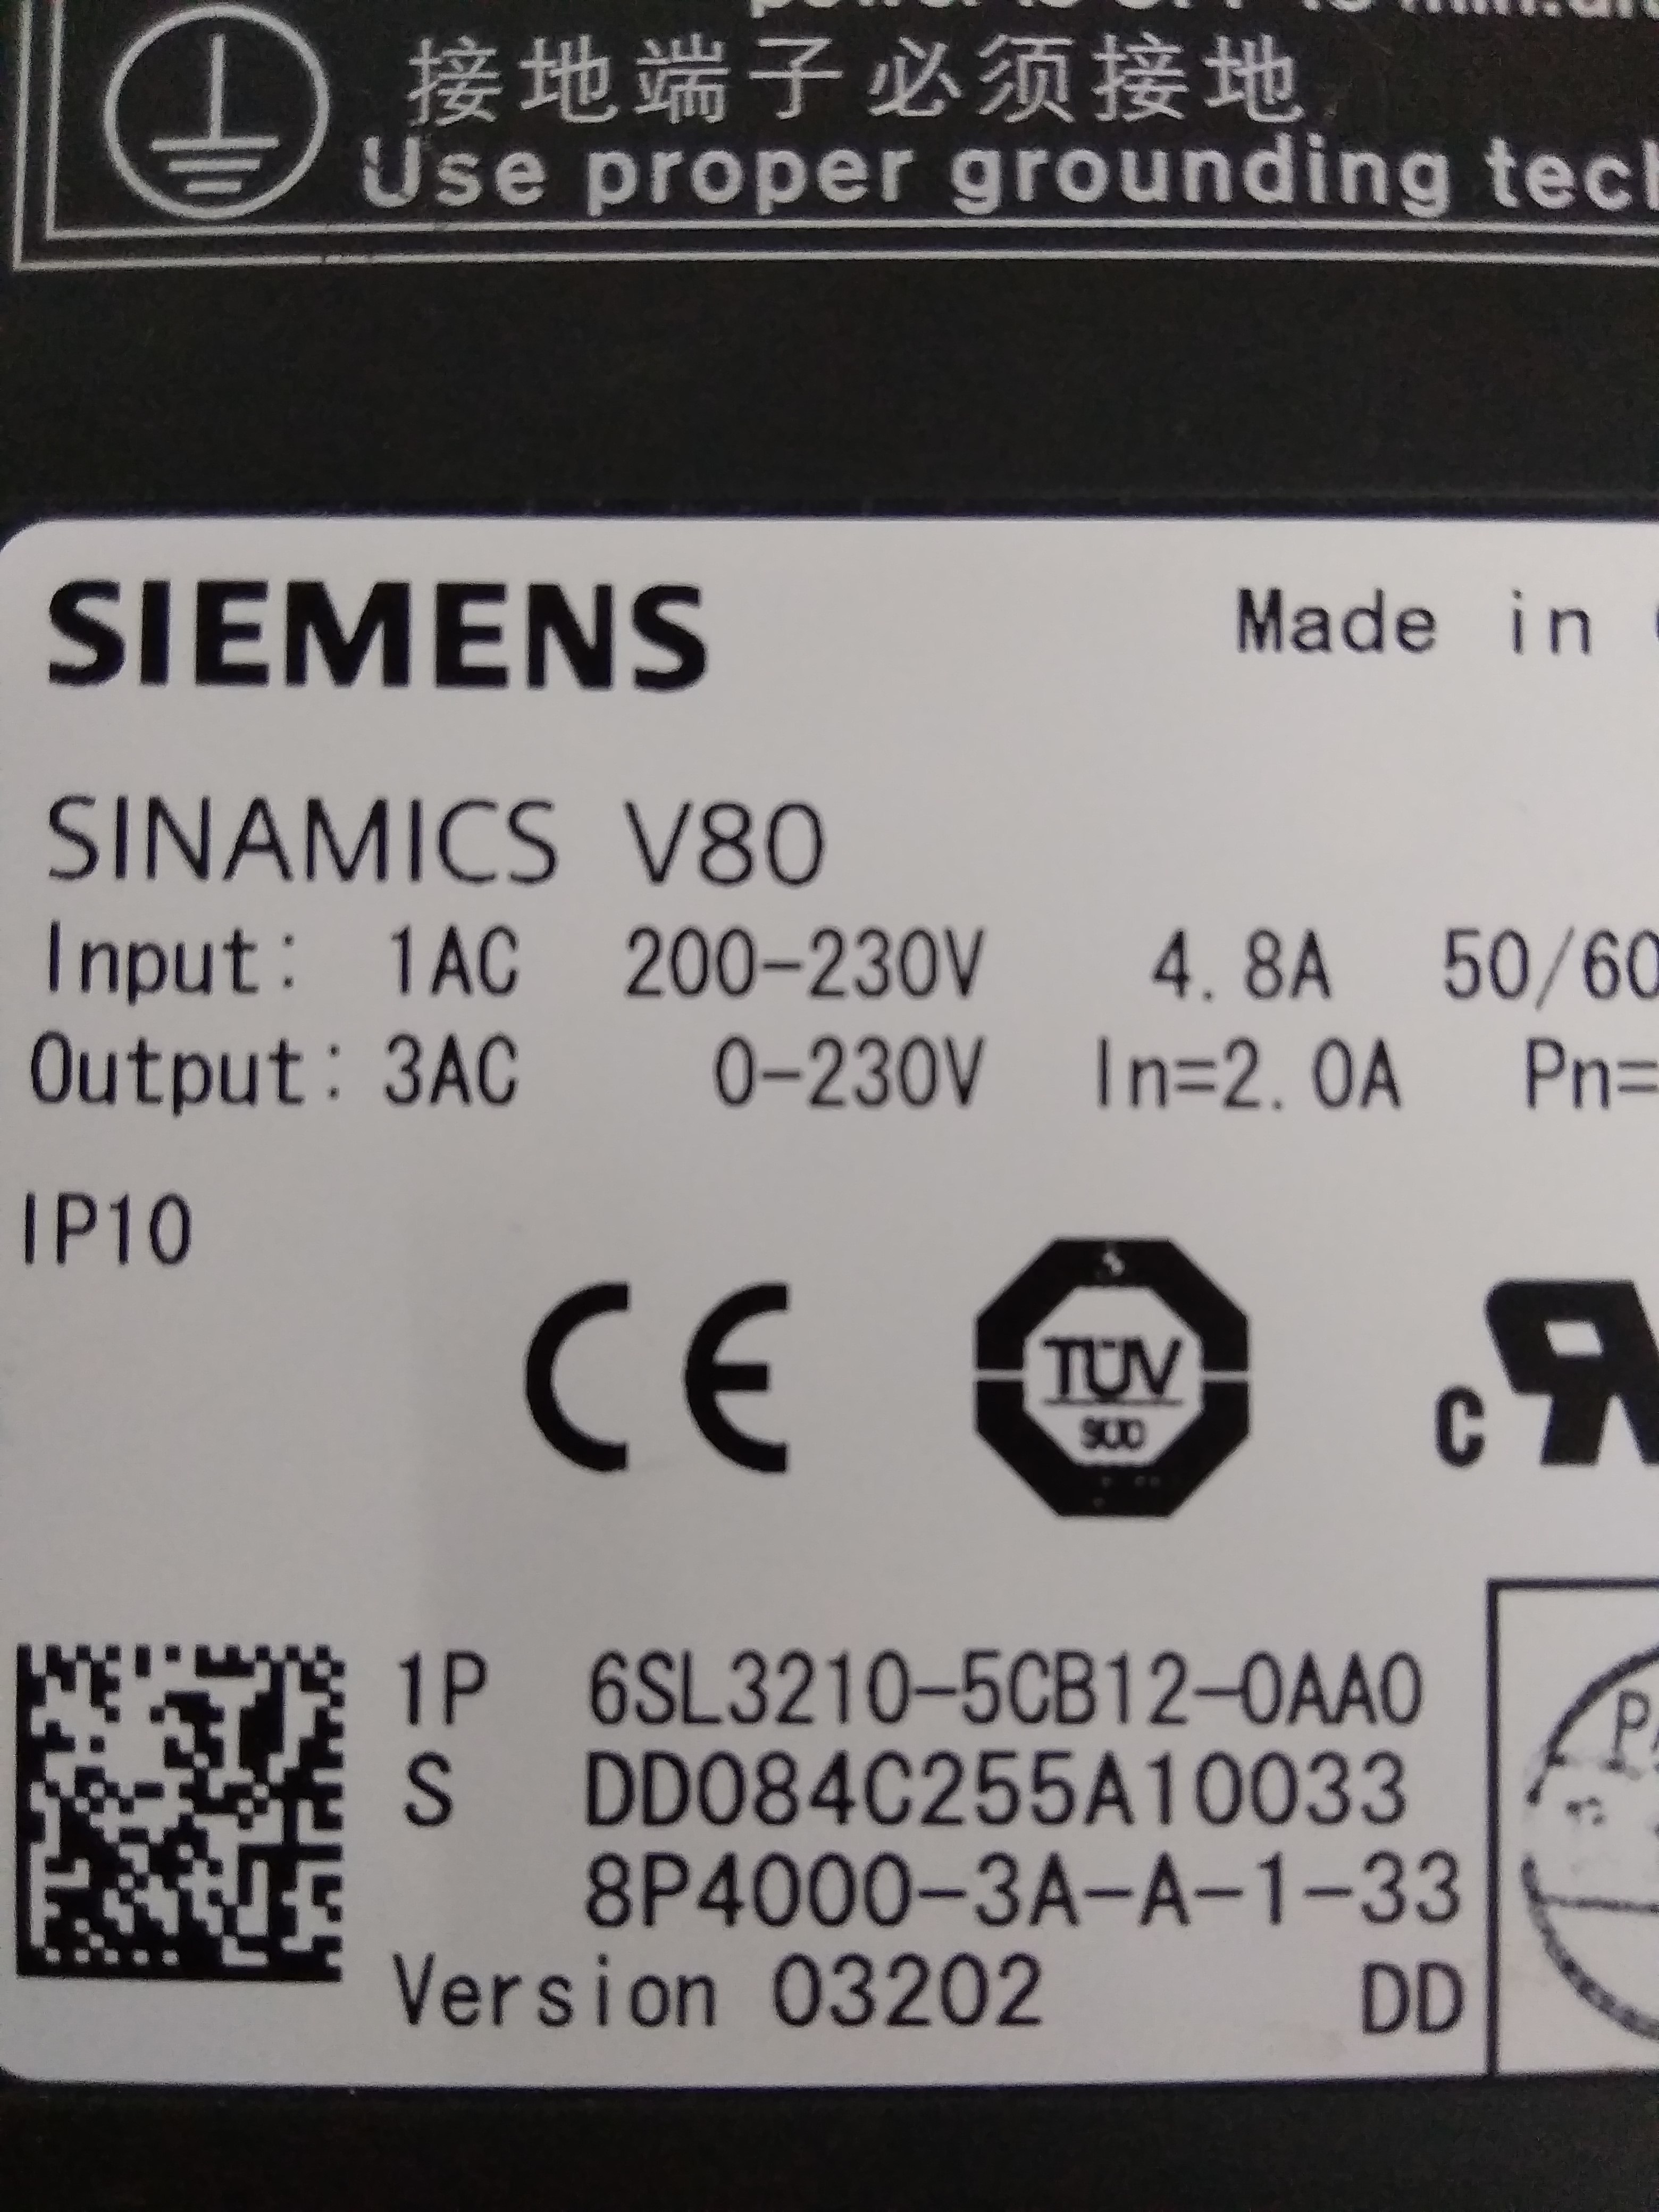 接地端子必须接地
Use proper grounding tech
SIEMENS
Made in
SINAMICS V80
Input: 1AC 200-230V 4.8A 50/60
Output: 3AC 0-230V In=2.0A Pn=
IP10
CE
TÜV
SÜD
c
1P 6SL3210-5CB12-0AA0
S DD084C255A10033
8P4000-3A-A-1-33
Version 03202 DD